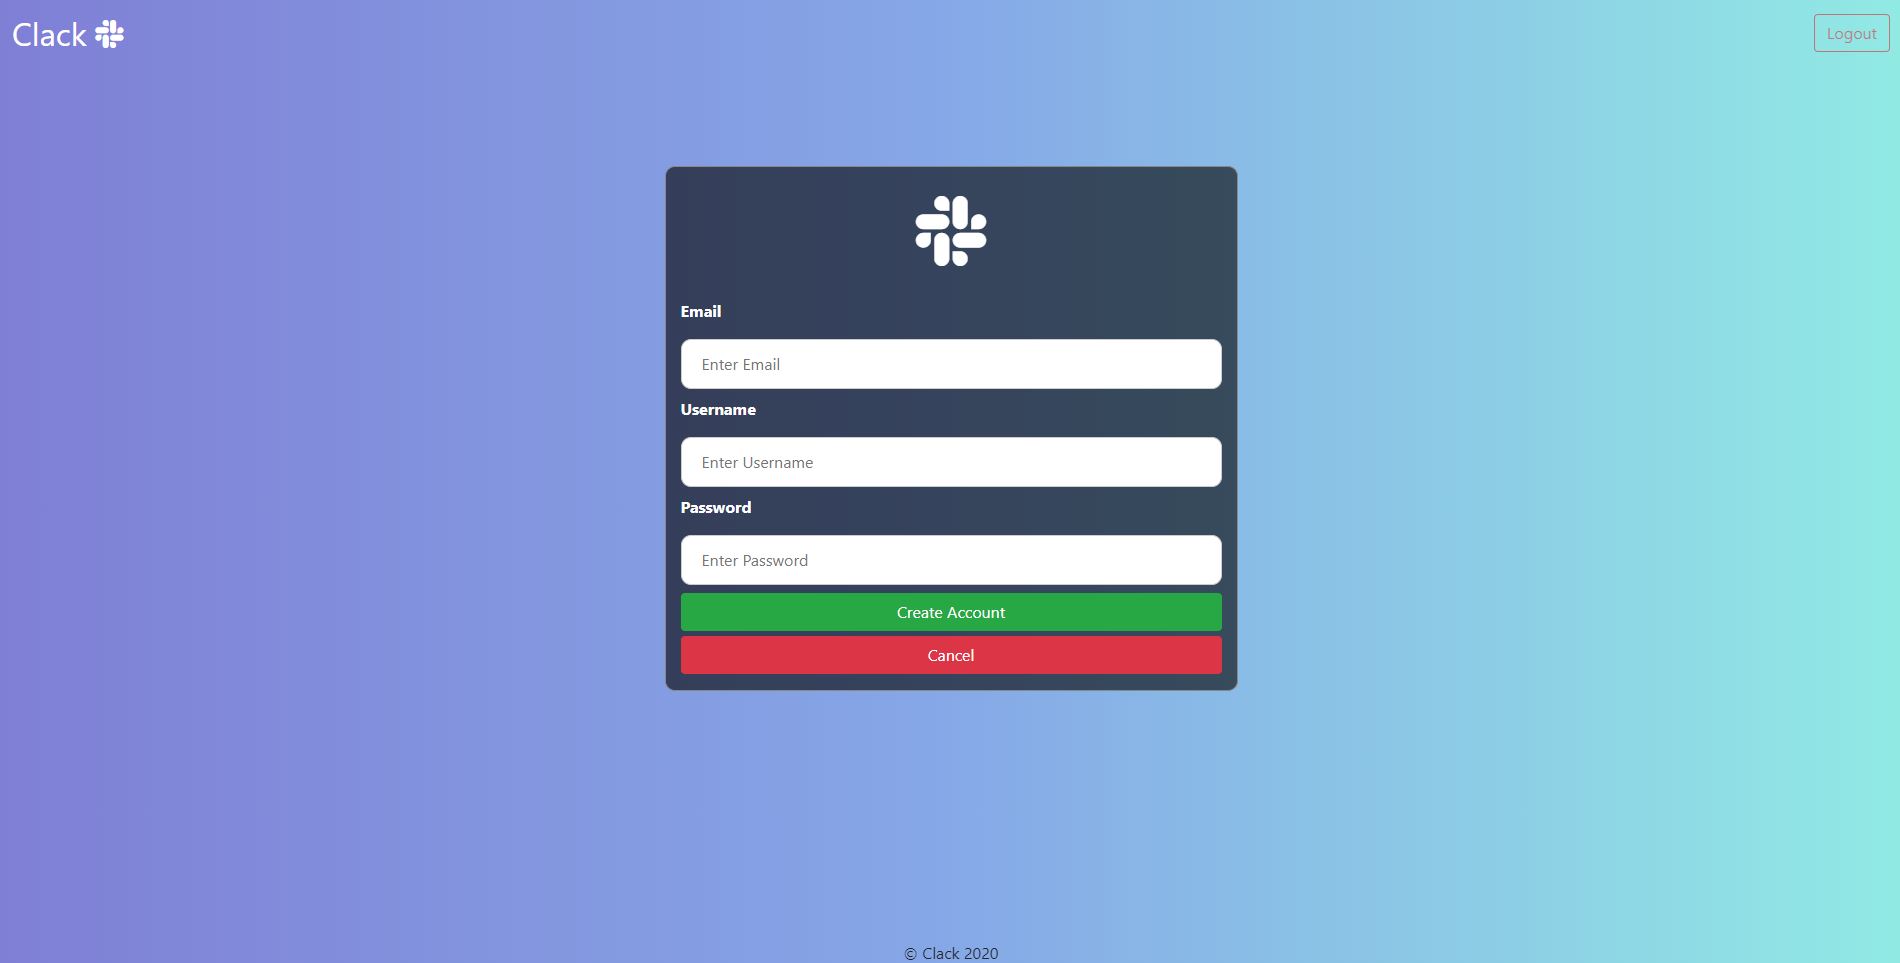 Clack
Logout
Email
Enter Email
Username
Enter Username
Password
Enter Password
Create Account
Cancel
© Clack 2020